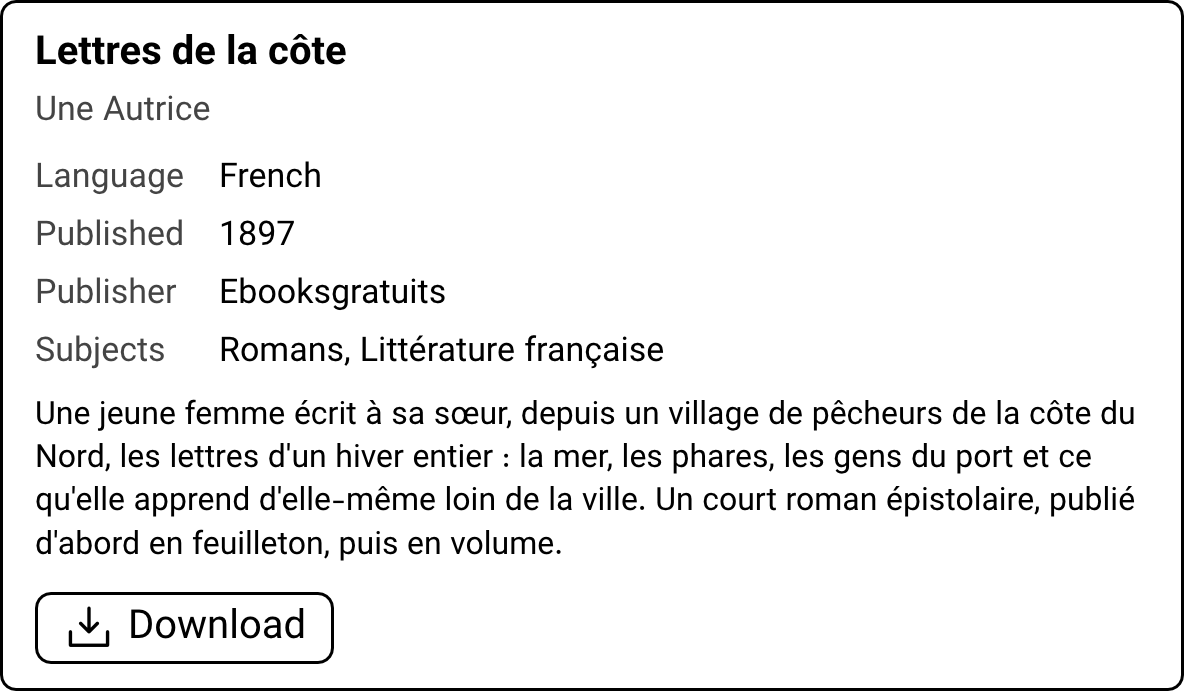 Lettres de la côte
Une Autrice
Language French
Published 1897
Publisher Ebooksgratuits
Subjects Romans, Littérature française
Une jeune femme écrit à sa sœur, depuis un village de pêcheurs de la côte du
Nord, les lettres d'un hiver entier : la mer, les phares, les gens du port et ce
qu'elle apprend d'elle-même loin de la ville. Un court roman épistolaire, publié
d'abord en feuilleton, puis en volume.
Download